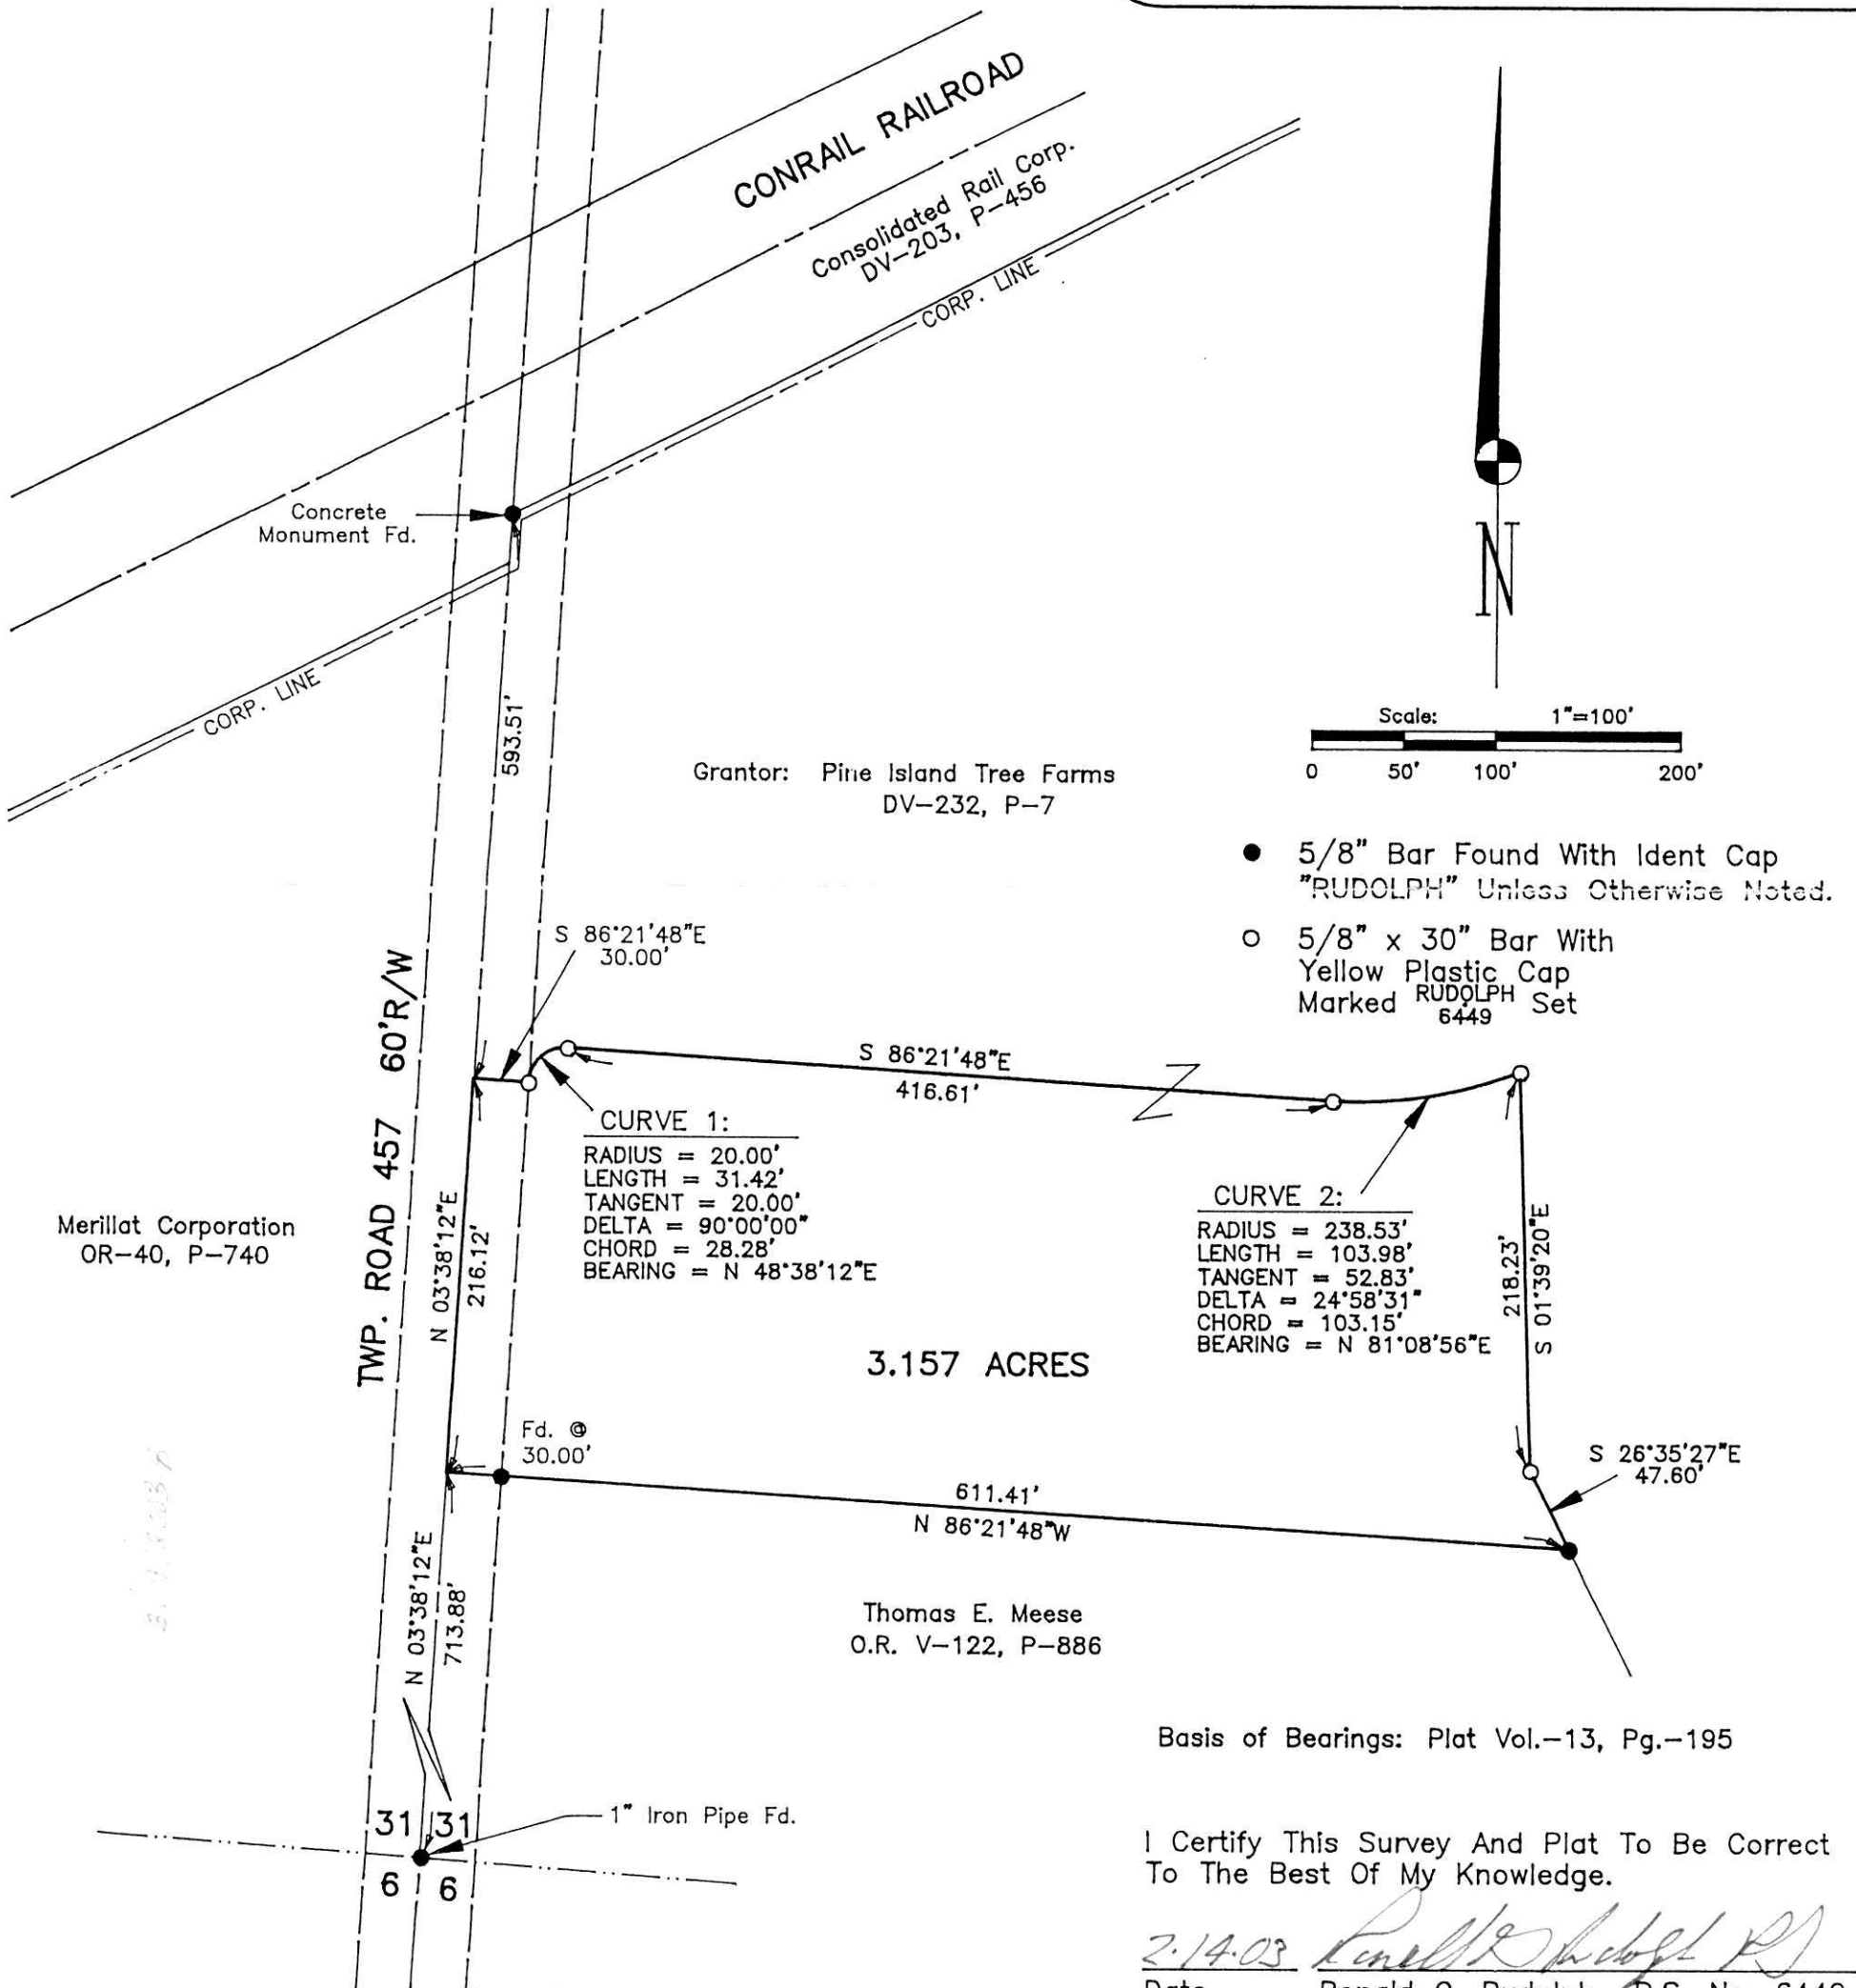 CONRAIL RAILROAD
Consolidated Rail Corp.
DV-203, P-456
CORP. LINE
Concrete
Monument Fd.
CORP. LINE
593.51'
N
Scale: 1"=100'
0 50' 100' 200'
Grantor: Pine Island Tree Farms
DV-232, P-7
5/8" Bar Found With Ident Cap
"RUDOLPH" Unless Otherwise Noted.
5/8" x 30" Bar With
Yellow Plastic Cap
Marked RUDOLPH Set
6449
S 86°21'48"E
30.00'
TWP. ROAD 457 60'R/W
S 86°21'48"E
416.61'
CURVE 1:
RADIUS = 20.00'
LENGTH = 31.42'
TANGENT = 20.00'
DELTA = 90°00'00"
CHORD = 28.28'
BEARING = N 48°38'12"E
CURVE 2:
RADIUS = 238.53'
LENGTH = 103.98'
TANGENT = 52.83'
DELTA = 24°58'31"
CHORD = 103.15'
BEARING = N 81°08'56"E
218.23'
S 01°39'20"E
Merillat Corporation
OR-40, P-740
N 03°38'12"E
216.12'
3.157 ACRES
Fd. @
30.00'
611.41'
N 86°21'48"W
S 26°35'27"E
47.60'
N 03°38'12"E
713.88'
Thomas E. Meese
O.R. V-122, P-886
Basis of Bearings: Plat Vol.-13, Pg.-195
31 31
1" Iron Pipe Fd.
6 6
I Certify This Survey And Plat To Be Correct
To The Best Of My Knowledge.
2.14.03
Date